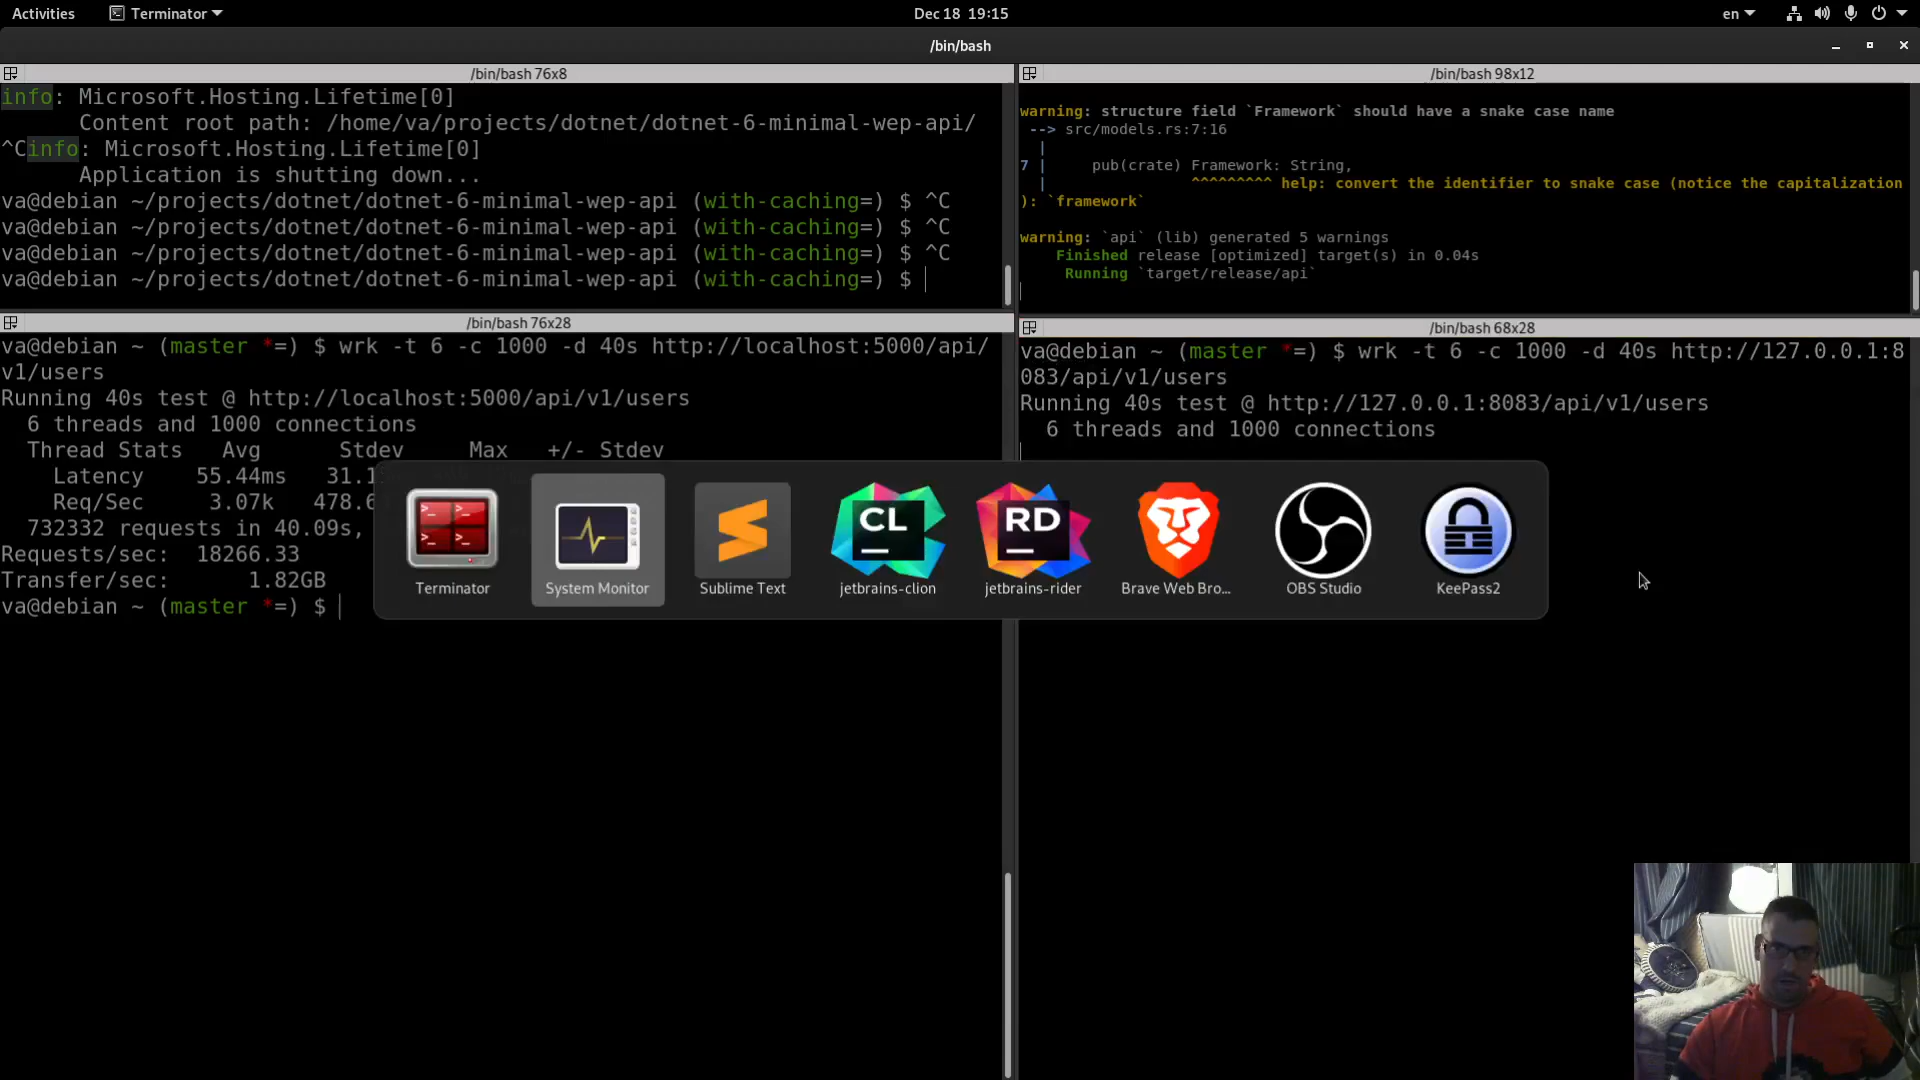 Activities
Terminator
Dec 18 19:15
en
/bin/bash
/bin/bash 76x8
info: Microsoft.Hosting.Lifetime[0]
Content root path: /home/va/projects/dotnet/dotnet-6-minimal-wep-api/
^Cinfo: Microsoft.Hosting.Lifetime[0]
Application is shutting down...
va@debian ~/projects/dotnet/dotnet-6-minimal-wep-api (with-caching=) $ ^C
va@debian ~/projects/dotnet/dotnet-6-minimal-wep-api (with-caching=) $ ^C
va@debian ~/projects/dotnet/dotnet-6-minimal-wep-api (with-caching=) $ ^C
va@debian ~/projects/dotnet/dotnet-6-minimal-wep-api (with-caching=) $
/bin/bash 98x12
warning: structure field `Framework` should have a snake case name
--> src/models.rs:7:16
|
7 | pub(crate) Framework: String,
| ^^^^^^^^^ help: convert the identifier to snake case (notice the capitalization
): `framework`
warning: `api` (lib) generated 5 warnings
Finished release [optimized] target(s) in 0.04s
Running `target/release/api`
/bin/bash 76x28
va@debian ~ (master *=) $ wrk -t 6 -c 1000 -d 40s http://localhost:5000/api/
v1/users
Running 40s test @ http://localhost:5000/api/v1/users
6 threads and 1000 connections
Thread Stats Avg Stdev Max +/- Stdev
Latency 55.44ms 31.1
Req/Sec 3.07k 478.6
732332 requests in 40.09s,
Requests/sec: 18266.33
Transfer/sec: 1.82GB
va@debian ~ (master *=) $
/bin/bash 68x28
va@debian ~ (master *=) $ wrk -t 6 -c 1000 -d 40s http://127.0.0.1:8
083/api/v1/users
Running 40s test @ http://127.0.0.1:8083/api/v1/users
6 threads and 1000 connections
CL
RD
Terminator
System Monitor
Sublime Text
jetbrains-clion
jetbrains-rider
Brave Web Bro...
OBS Studio
KeePass2